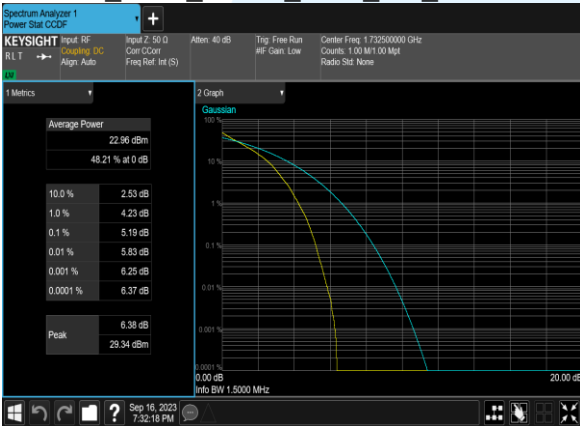 Spectrum Analyzer 1
Power Stat CCDF
KEYSIGHT
RLT
Input: RF
Coupling: DC
Align: Auto
Input Z: 50 Ω
Corr CCorr
Freq Ref: Int (S)
Atten: 40 dB
Trig: Free Run
#IF Gain: Low
Center Freq: 1.732500000 GHz
Counts: 1.00 M/1.00 Mpt
Radio Std: None
1 Metrics
Average Power
22.96 dBm
48.21 % at 0 dB
10.0 % 2.53 dB
1.0 % 4.23 dB
0.1 % 5.19 dB
0.01 % 5.83 dB
0.001 % 6.25 dB
0.0001 % 6.37 dB
Peak
6.38 dB
29.34 dBm
2 Graph
Gaussian
100 %
10 %
1 %
0.1 %
0.01 %
0.001 %
0.0001 %
0.00 dB
20.00 dB
Info BW 1.5000 MHz
Sep 16, 2023
7:32:18 PM